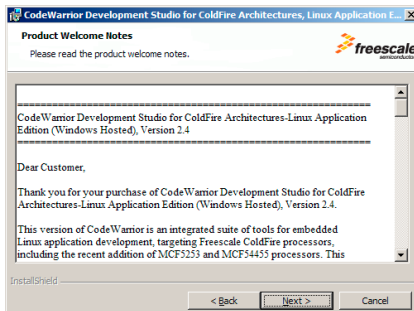 CodeWarrior Development Studio for ColdFire Architectures, Linux Application E...
Product Welcome Notes
Please read the product welcome notes.
freescale
semiconductor
CodeWarrior Development Studio for ColdFire Architectures-Linux Application
Edition (Windows Hosted), Version 2.4
Dear Customer,
Thank you for your purchase of CodeWarrior Development Studio for ColdFire
Architectures-Linux Application Edition (Windows Hosted), Version 2.4.
This version of CodeWarrior is an integrated suite of tools for embedded
Linux application development, targeting Freescale ColdFire processors,
including the recent addition of MCF5253 and MCF54455 processors. This
InstallShield
< Back
Next >
Cancel